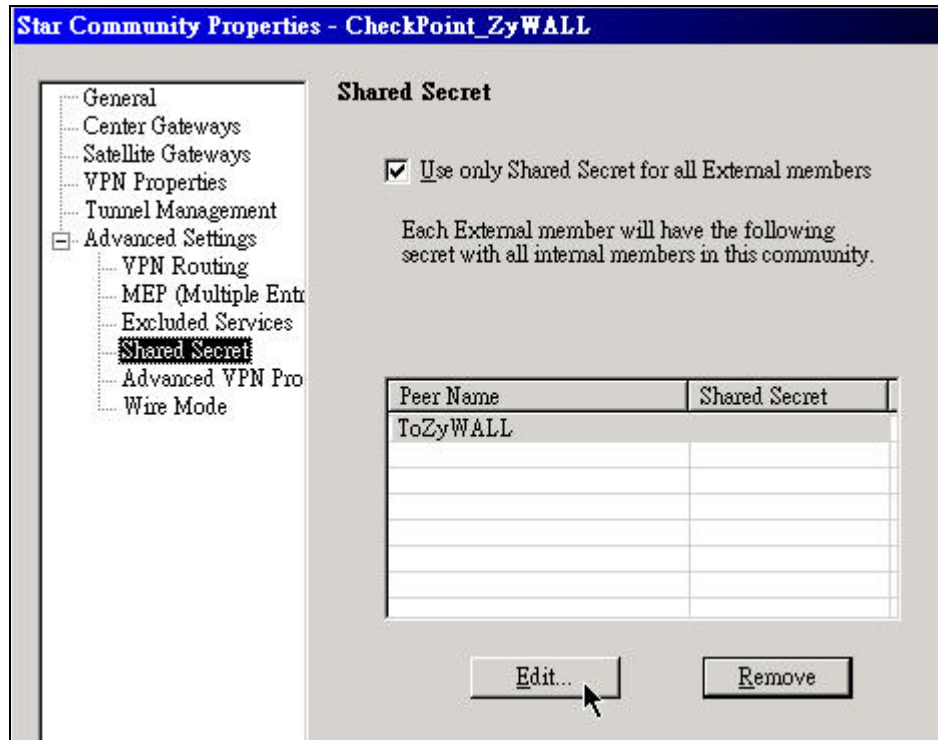 Star Community Properties - CheckPoint_ZyWALL
General
Center Gateways
Satellite Gateways
VPN Properties
Tunnel Management
Advanced Settings
VPN Routing
MEP (Multiple Entr
Excluded Services
Shared Secret
Advanced VPN Pro
Wire Mode
Shared Secret
Use only Shared Secret for all External members
Each External member will have the following
secret with all internal members in this community.
Peer Name Shared Secret
ToZyWALL
Edit... Remove